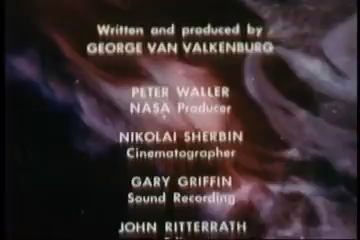 Written and produced by
GEORGE VAN VALKENBURG
PETER WALLER
NASA Producer
NIKOLAI SHERBIN
Cinematographer
GARY GRIFFIN
Sound Recording
JOHN RITTERRATH